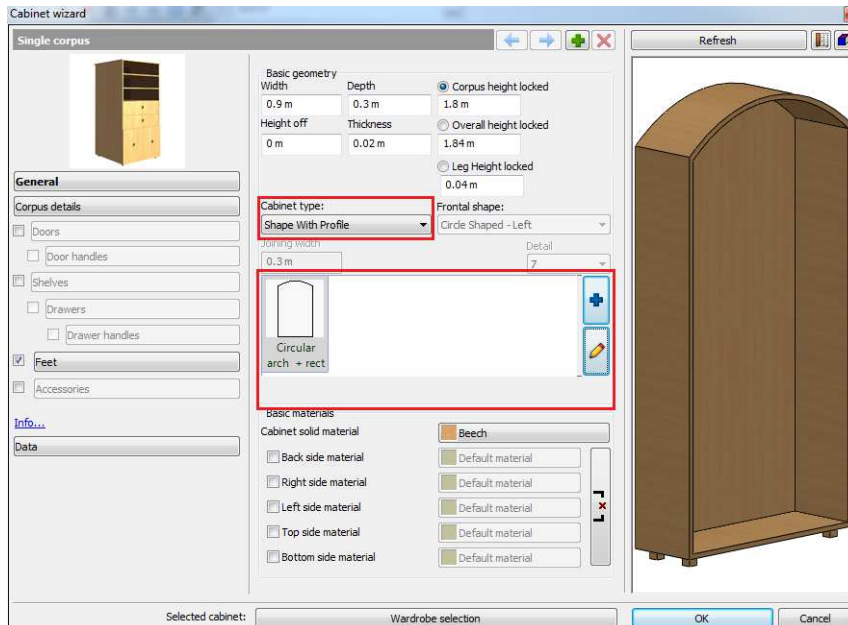 Cabinet wizard
Single corpus
Refresh
General
Corpus details
Doors
Door handles
Shelves
Drawers
Drawer handles
Feet
Accessories
Info...
Data
Basic geometry
Width Depth Corpus height locked
0.9 m 0.3 m 1.8 m
Height off Thickness Overall height locked
0 m 0.02 m 1.84 m
Leg Height locked
0.04 m
Cabinet type: Frontal shape:
Shape With Profile Circle Shaped - Left
Joining width Detail
0.3 m 7
Circular
arch + rect
Basic materials
Cabinet solid material Beech
Back side material Default material
Right side material Default material
Left side material Default material
Top side material Default material
Bottom side material Default material
Selected cabinet: Wardrobe selection OK Cancel